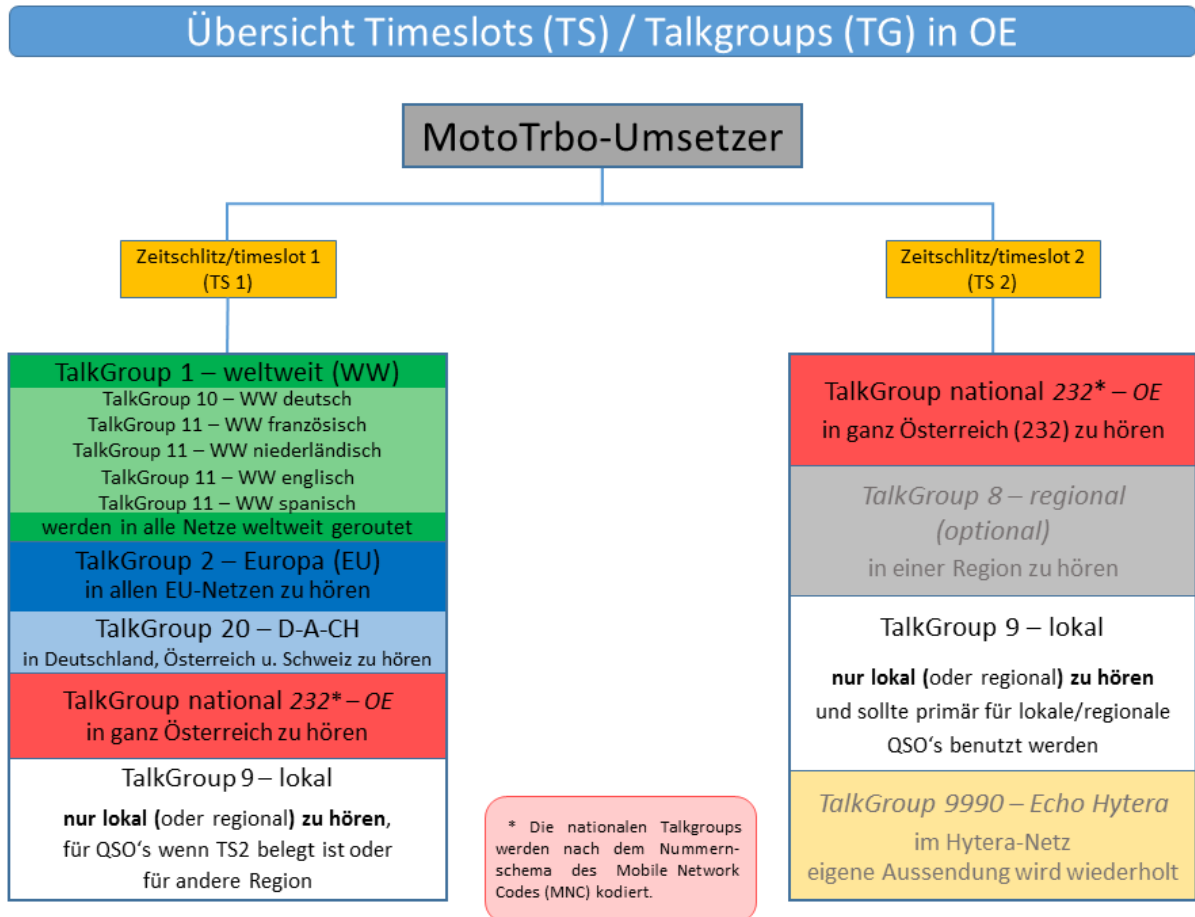 Übersicht Timeslots (TS) / Talkgroups (TG) in OE
MotoTrbo-Umsetzer
Zeitschlitz/timeslot 1
(TS 1)
Zeitschlitz/timeslot 2
(TS 2)
TalkGroup 1 – weltweit (WW)
TalkGroup 10 – WW deutsch
TalkGroup 11 – WW französisch
TalkGroup 11 – WW niederländisch
TalkGroup 11 – WW englisch
TalkGroup 11 – WW spanisch
werden in alle Netze weltweit geroutet
TalkGroup 2 – Europa (EU)
in allen EU-Netzen zu hören
TalkGroup 20 – D-A-CH
in Deutschland, Österreich u. Schweiz zu hören
TalkGroup national 232* – OE
in ganz Österreich zu hören
TalkGroup 9 – lokal
nur lokal (oder regional) zu hören,
für QSO‘s wenn TS2 belegt ist oder
für andere Region
* Die nationalen Talkgroups
werden nach dem Nummern-
schema des Mobile Network
Codes (MNC) kodiert.
TalkGroup national 232* – OE
in ganz Österreich (232) zu hören
TalkGroup 8 – regional
(optional)
in einer Region zu hören
TalkGroup 9 – lokal
nur lokal (oder regional) zu hören
und sollte primär für lokale/regionale
QSO‘s benutzt werden
TalkGroup 9990 – Echo Hytera
im Hytera-Netz
eigene Aussendung wird wiederholt